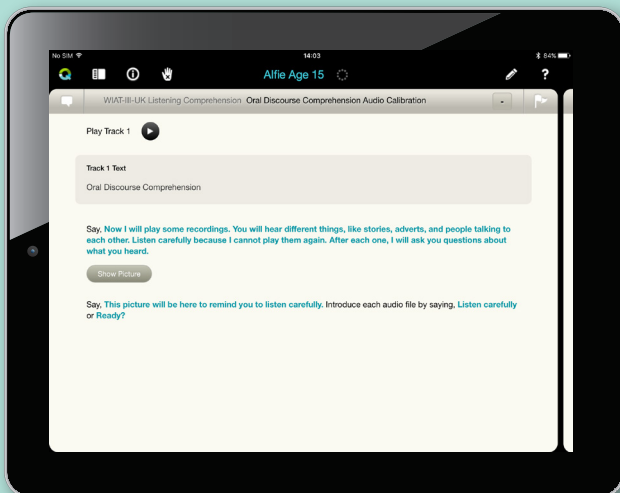 No SIM 14:03 84%
Alfie Age 15 ?
WIAT-III-UK Listening Comprehension Oral Discourse Comprehension Audio Calibration -
Play Track 1
Track 1 Text
Oral Discourse Comprehension
Say, Now I will play some recordings. You will hear different things, like stories, adverts, and people talking to
each other. Listen carefully because I cannot play them again. After each one, I will ask you questions about
what you heard.
Show Picture
Say, This picture will be here to remind you to listen carefully. Introduce each audio file by saying, Listen carefully
or Ready?